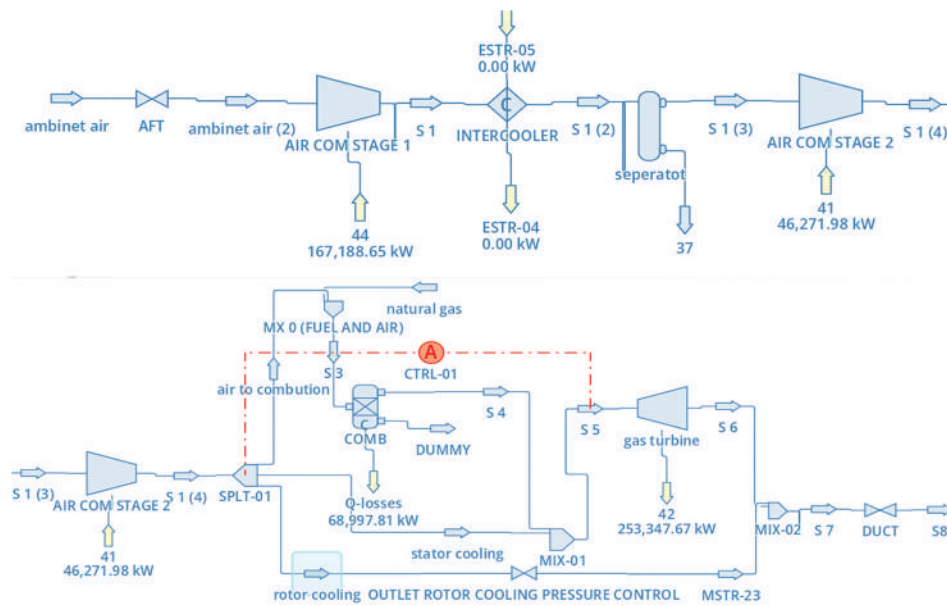 ESTR-05
0.00 kW
ambinet air
AFT
ambinet air (2)
AIR COM STAGE 1
S 1
C
INTERCOOLER
S 1 (2)
seperatot
S 1 (3)
AIR COM STAGE 2
S 1 (4)
44
167,188.65 kW
ESTR-04
0.00 kW
37
41
46,271.98 kW
natural gas
MX 0 (FUEL AND AIR)
A
S 3
CTRL-01
air to combution
S 4
C
COMB
DUMMY
S 5
gas turbine
S 6
S 1 (3)
AIR COM STAGE 2
S 1 (4)
SPLT-01
Q-losses
68,997.81 kW
42
253,347.67 kW
MIX-02
S 7
DUCT
S8
41
46,271.98 kW
stator cooling
MIX-01
rotor cooling
OUTLET ROTOR COOLING PRESSURE CONTROL
MSTR-23